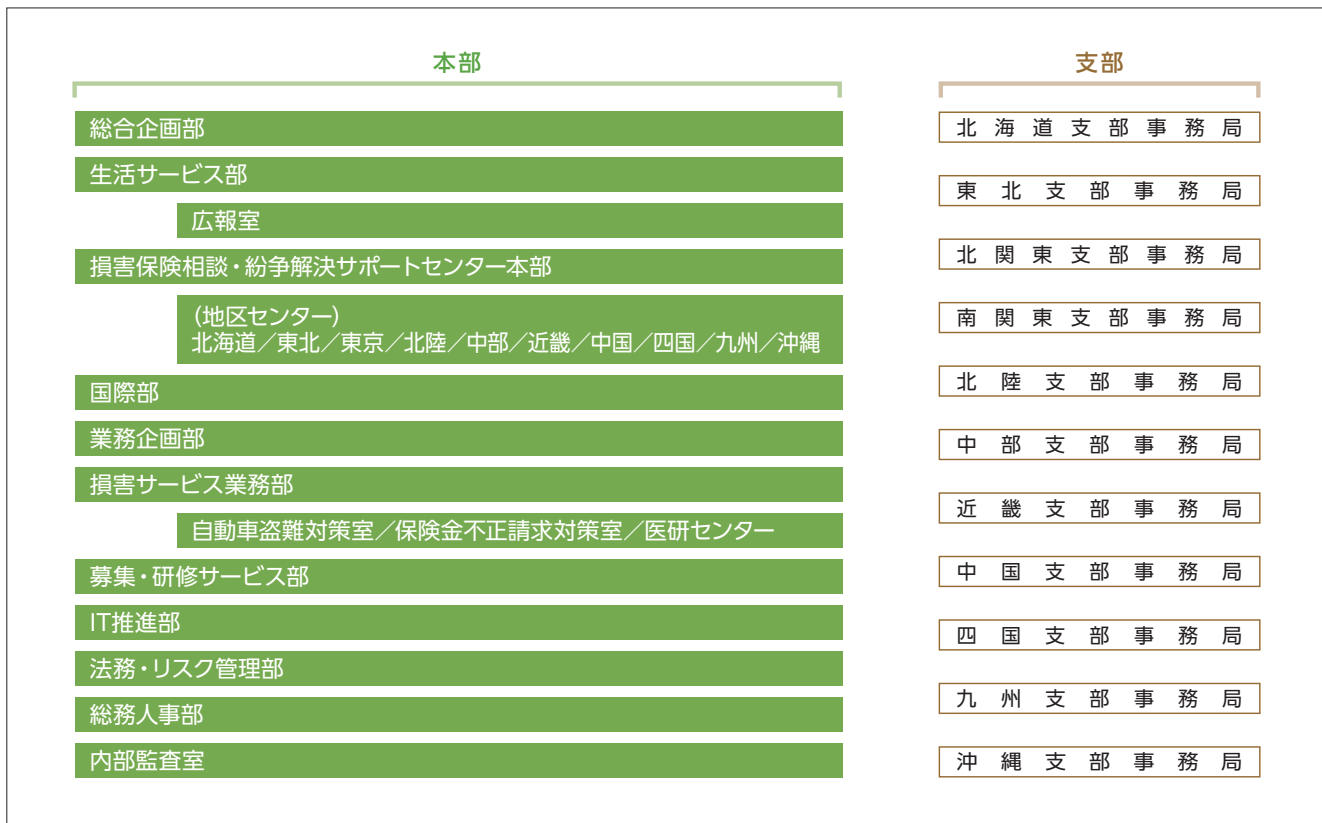 本部
総合企画部
生活サービス部
広報室
損害保険相談・紛争解決サポートセンター本部
(地区センター)
北海道/東北/東京/北陸/中部/近畿/中国/四国/九州/沖縄
国際部
業務企画部
損害サービス業務部
自動車盗難対策室/保険金不正請求対策室/医研センター
募集・研修サービス部
IT推進部
法務・リスク管理部
総務人事部
内部監査室
支部
北海道支部事務局
東北支部事務局
北関東支部事務局
南関東支部事務局
北陸支部事務局
中部支部事務局
近畿支部事務局
中国支部事務局
四国支部事務局
九州支部事務局
沖縄支部事務局